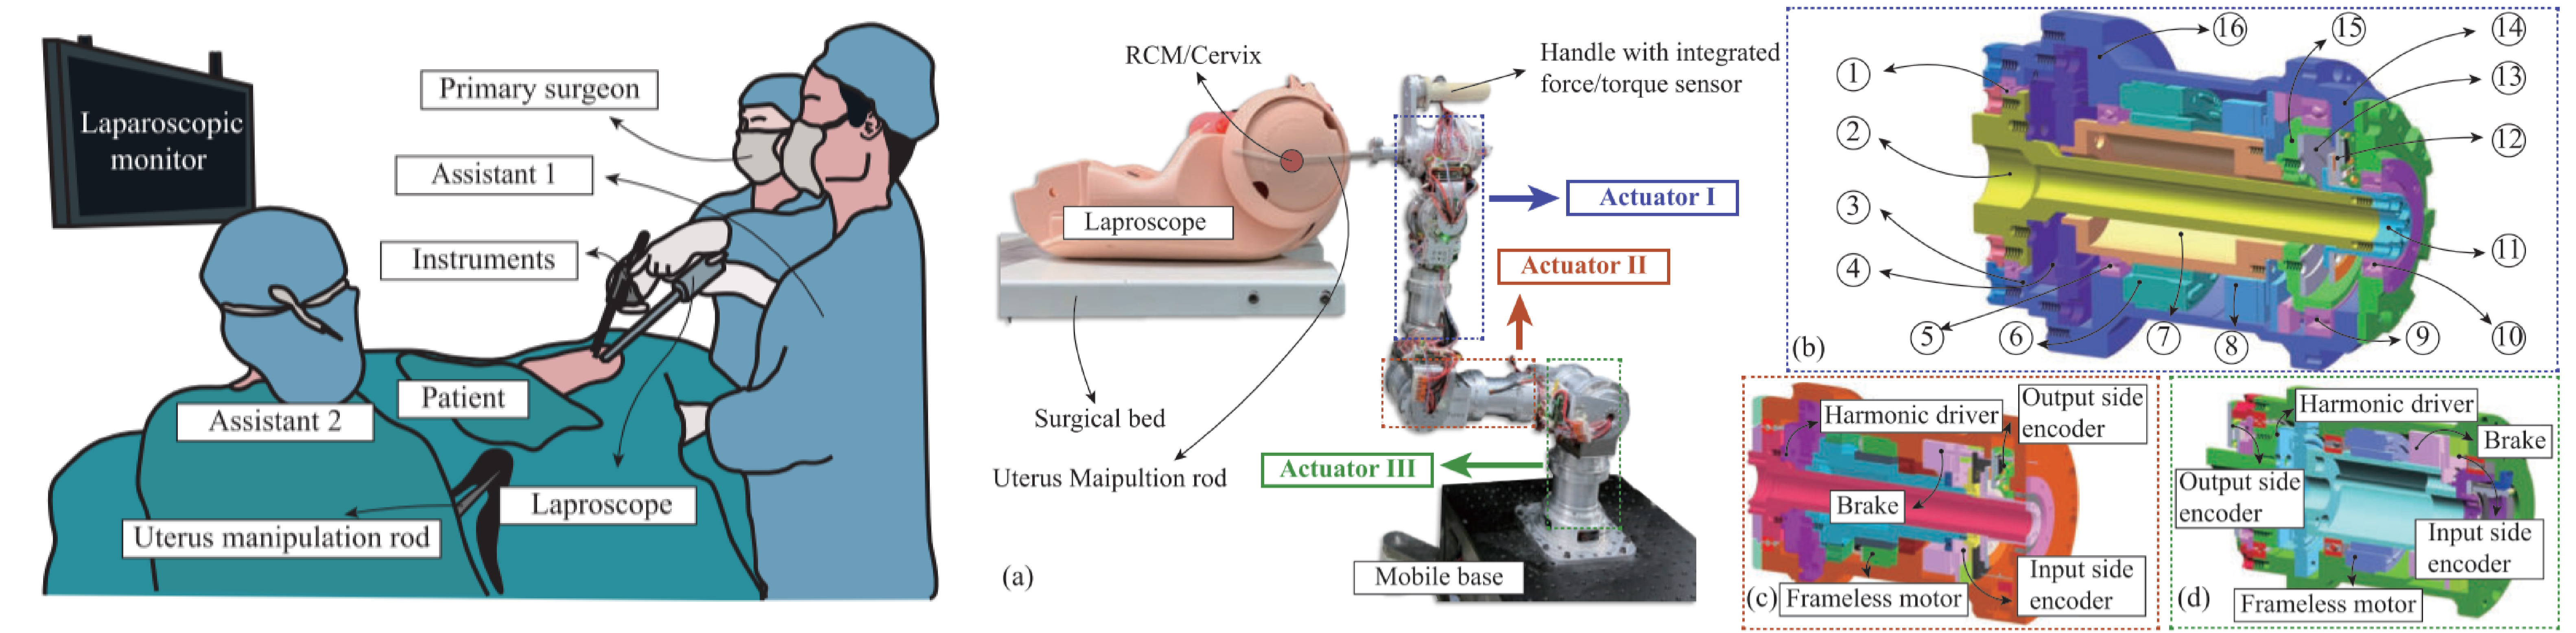 Laparoscopic
monitor
Primary surgeon
Assistant 1
Instruments
Patient
Assistant 2
Laproscope
Uterus manipulation rod
RCM/Cervix
Handle with integrated
force/torque sensor
Laproscope
Actuator I
Actuator II
Surgical bed
Actuator III
Uterus Maipultion rod
(a)
Mobile base
1
2
3
4
5
6
7
8
9
10
11
12
13
14
15
16
(b)
Harmonic driver
Output side
encoder
Brake
Input side
encoder
(c)
Frameless motor
Harmonic driver
Brake
Output side
encoder
Input side
encoder
(d)
Frameless motor